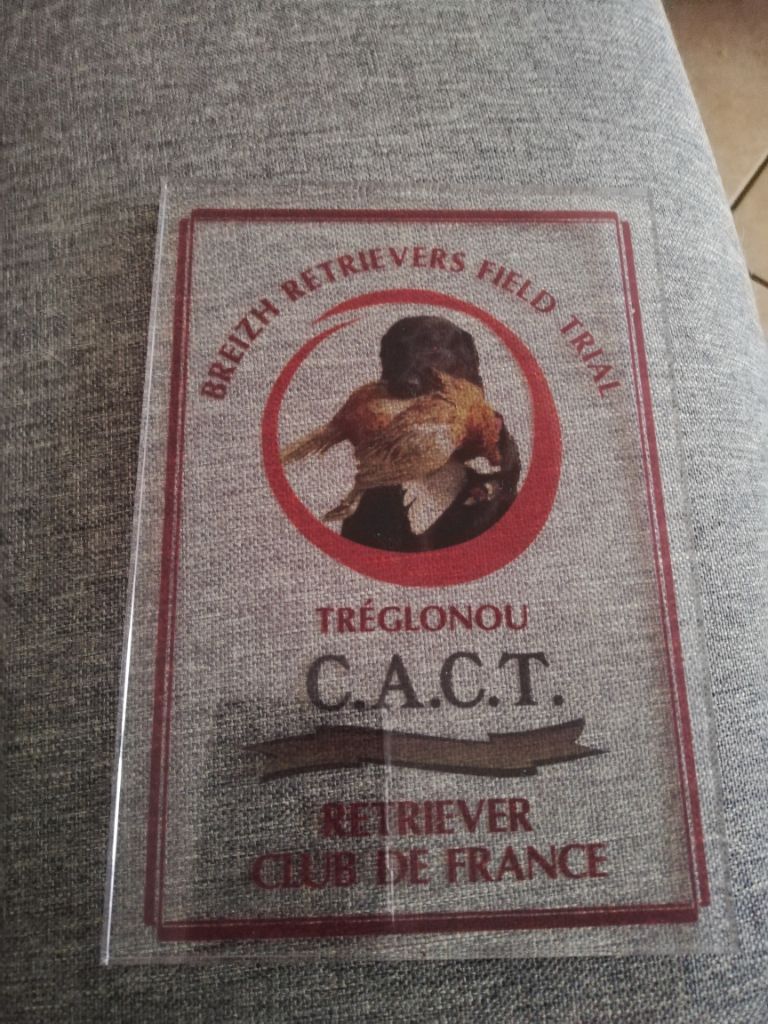 BREIZH RETRIEVERS FIELD TRIAL
TRÉGLONOU
C.A.C.T.
RETRIEVER
CLUB DE FRANCE